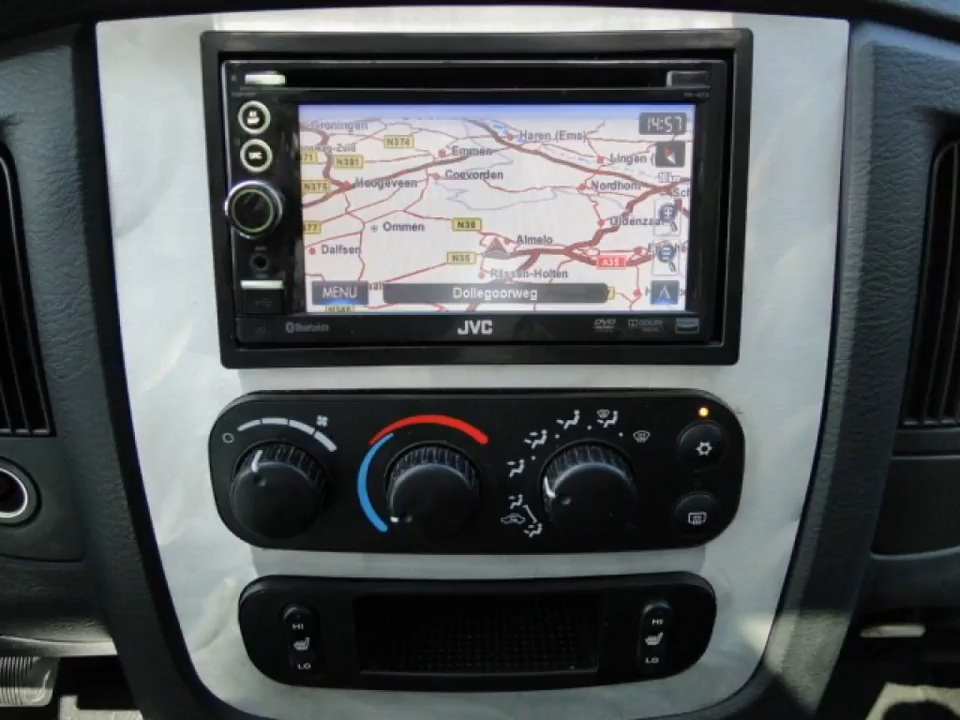 14:57
Groningen
N374
Haren (Ems)
Emmen
Lingen (
N381
N375
Hoogeveen
Coevorden
Nordhorn
Ommen
N36
Oldenzaal
Dalfsen
Almelo
N35
A35
Rijssen-Holten
MENU
Dollegoorweg
Bluetooth
JVC
DVD
HI
LO
HI
LO